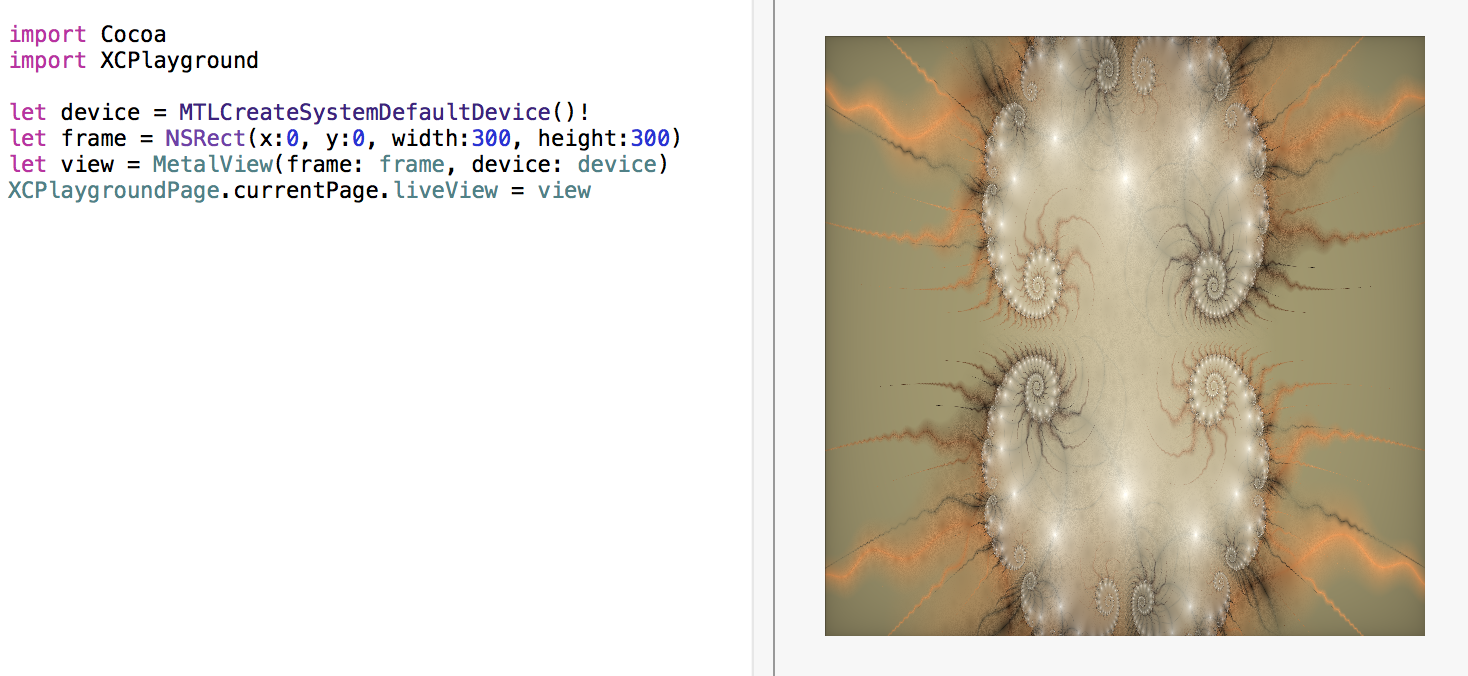 import Cocoa
import XCPlayground
let device = MTLCreateSystemDefaultDevice()!
let frame = NSRect(x:0, y:0, width:300, height:300)
let view = MetalView(frame: frame, device: device)
XCPlaygroundPage.currentPage.liveView = view